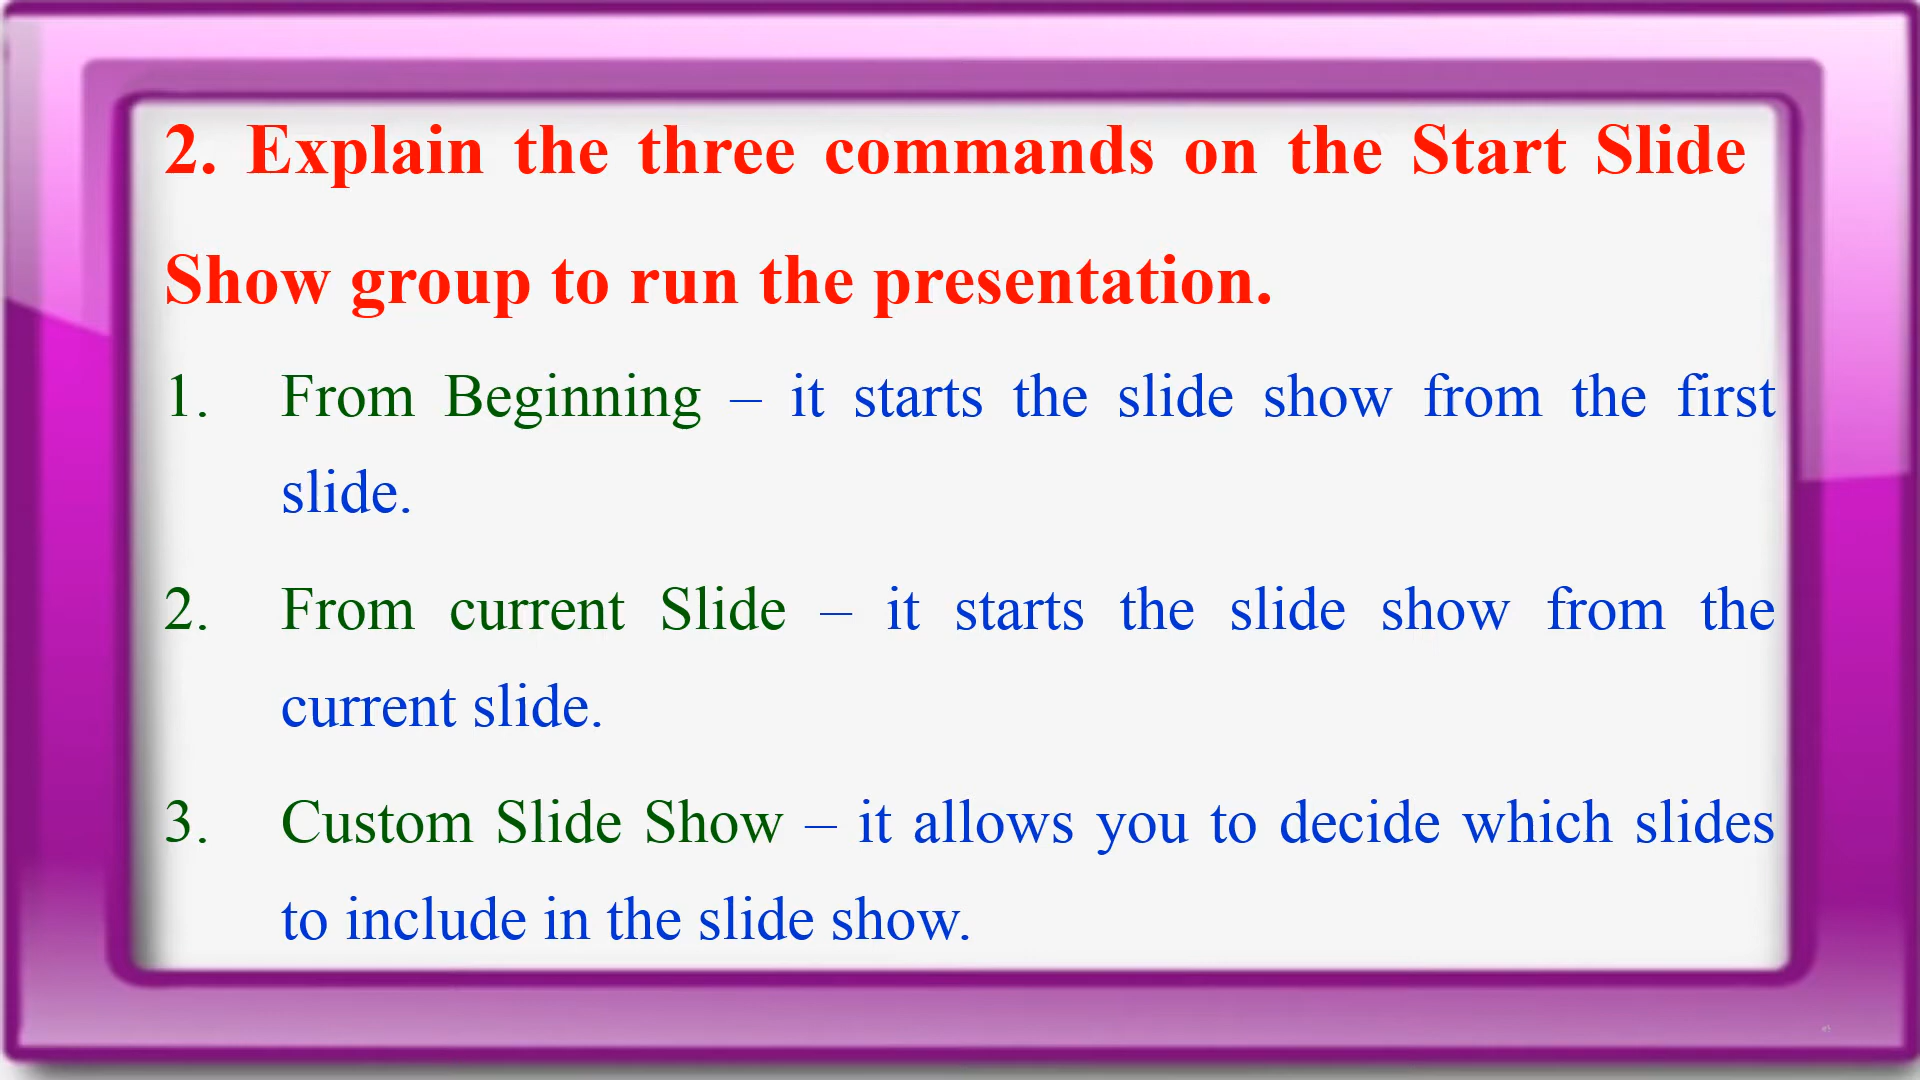 2. Explain the three commands on the Start Slide
Show group to run the presentation.
1. From Beginning – it starts the slide show from the first
slide.
2. From current Slide – it starts the slide show from the
current slide.
3. Custom Slide Show – it allows you to decide which slides
to include in the slide show.